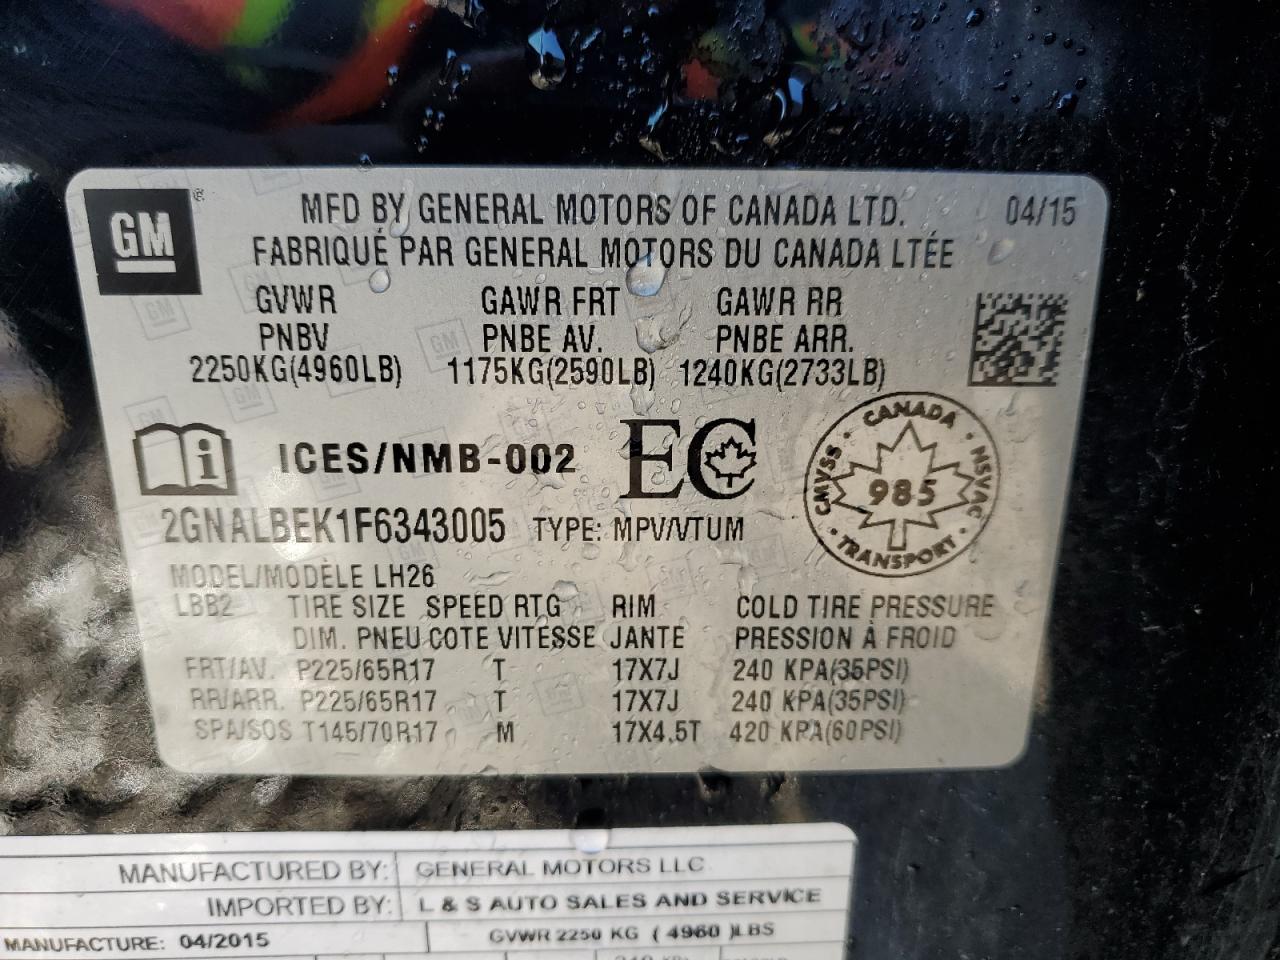 GM
MFD BY GENERAL MOTORS OF CANADA LTD. 04/15
FABRIQUÉ PAR GENERAL MOTORS DU CANADA LTÉE
GVWR GAWR FRT GAWR RR
PNBV PNBE AV. PNBE ARR.
2250KG(4960LB) 1175KG(2590LB) 1240KG(2733LB)
ICES/NMB-002 EC
CANADA CMVSS · NSVAC 985 · TRANSPORT ·
2GNALBEK1F6343005 TYPE: MPV/VTUM
MODEL/MODÈLE LH26
LBB2 TIRE SIZE SPEED RTG RIM COLD TIRE PRESSURE
DIM. PNEU COTE VITESSE JANTE PRESSION À FROID
FRT/AV. P225/65R17 T 17X7J 240 KPA(35PSI)
RR/ARR. P225/65R17 T 17X7J 240 KPA(35PSI)
SPA/SOS T145/70R17 M 17X4.5T 420 KPA(60PSI)
MANUFACTURED BY: GENERAL MOTORS LLC
IMPORTED BY: L & S AUTO SALES AND SERVICE
MANUFACTURE: 04/2015 GVWR 2250 KG ( 4960 )LBS